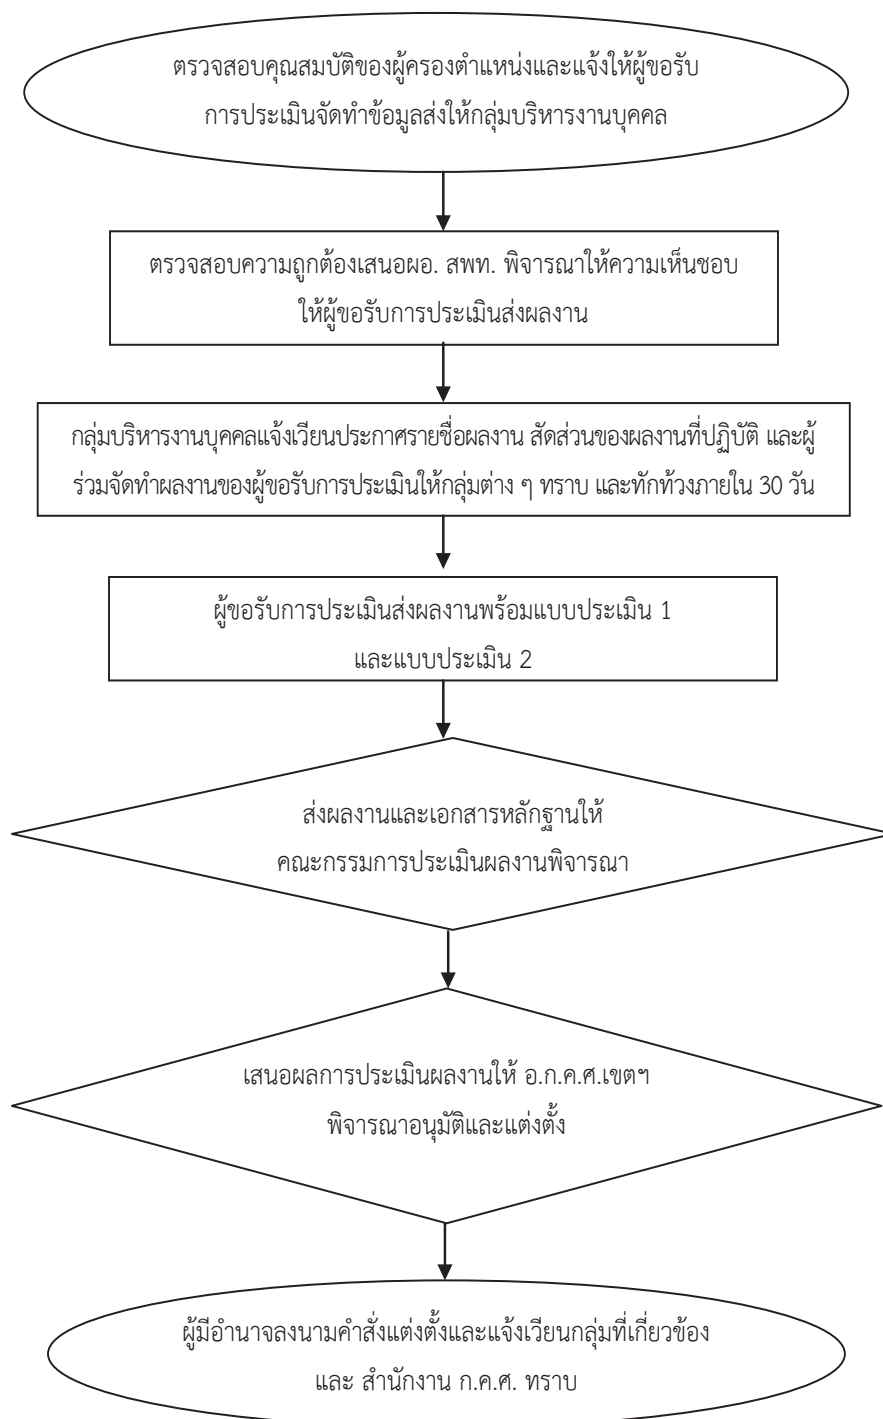 ตรวจสอบคุณสมบัติของผู้ครองตำแหน่งและแจ้งให้ผู้ขอรับ
การประเมินจัดทำข้อมูลส่งให้กลุ่มบริหารงานบุคคล
ตรวจสอบความถูกต้องเสนอผอ. สพท. พิจารณาให้ความเห็นชอบ
ให้ผู้ขอรับการประเมินส่งผลงาน
กลุ่มบริหารงานบุคคลแจ้งเวียนประกาศรายชื่อผลงาน สัดส่วนของผลงานที่ปฏิบัติ และผู้
ร่วมจัดทำผลงานของผู้ขอรับการประเมินให้กลุ่มต่าง ๆ ทราบ และทักท้วงภายใน 30 วัน
ผู้ขอรับการประเมินส่งผลงานพร้อมแบบประเมิน 1
และแบบประเมิน 2
ส่งผลงานและเอกสารหลักฐานให้
คณะกรรมการประเมินผลงานพิจารณา
เสนอผลการประเมินผลงานให้ อ.ก.ค.ศ.เขตฯ
พิจารณาอนุมัติและแต่งตั้ง
ผู้มีอำนาจลงนามคำสั่งแต่งตั้งและแจ้งเวียนกลุ่มที่เกี่ยวข้อง
และ สำนักงาน ก.ค.ศ. ทราบ